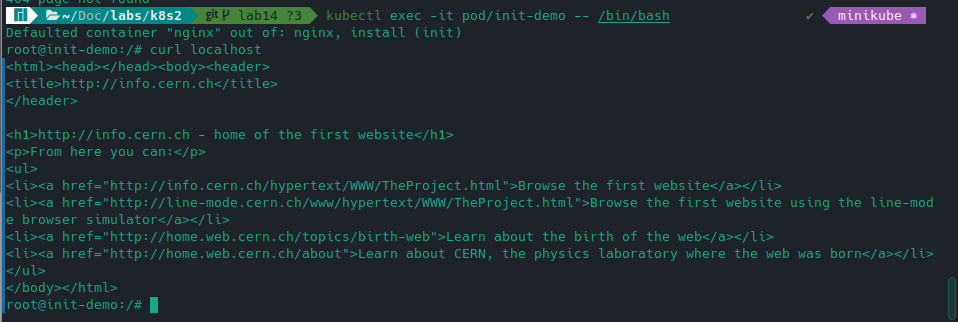 404 page not found
~/Doc/labs/k8s2 git lab14 ?3 kubectl exec -it pod/init-demo -- /bin/bash ✔ minikube ⎈
Defaulted container "nginx" out of: nginx, install (init)
root@init-demo:/# curl localhost
<html><head></head><body><header>
<title>http://info.cern.ch</title>
</header>

<h1>http://info.cern.ch - home of the first website</h1>
<p>From here you can:</p>
<ul>
<li><a href="http://info.cern.ch/hypertext/WWW/TheProject.html">Browse the first website</a></li>
<li><a href="http://line-mode.cern.ch/www/hypertext/WWW/TheProject.html">Browse the first website using the line-mod
e browser simulator</a></li>
<li><a href="http://home.web.cern.ch/topics/birth-web">Learn about the birth of the web</a></li>
<li><a href="http://home.web.cern.ch/about">Learn about CERN, the physics laboratory where the web was born</a></li>
</ul>
</body></html>
root@init-demo:/#